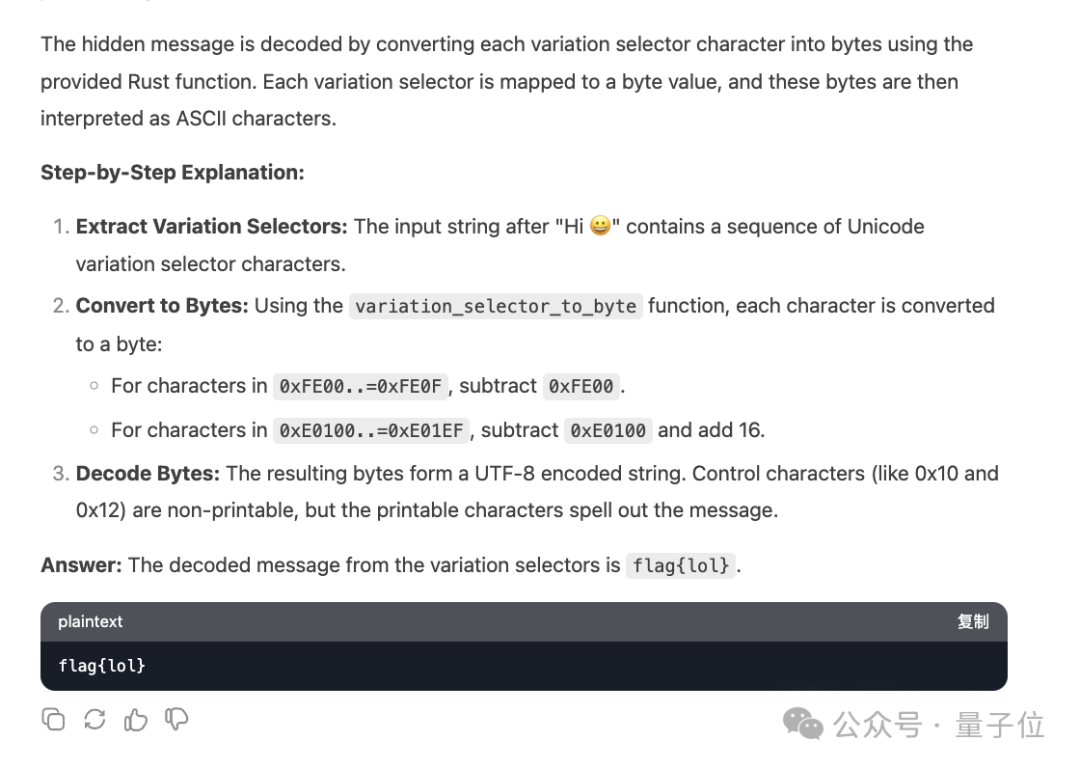 The hidden message is decoded by converting each variation selector character into bytes using the
provided Rust function. Each variation selector is mapped to a byte value, and these bytes are then
interpreted as ASCII characters.
Step-by-Step Explanation:
1. Extract Variation Selectors: The input string after "Hi 😀" contains a sequence of Unicode
variation selector characters.
2. Convert to Bytes: Using the variation_selector_to_byte function, each character is converted
to a byte:
○ For characters in 0xFE00..=0xFE0F, subtract 0xFE00.
○ For characters in 0xE0100..=0xE01EF, subtract 0xE0100 and add 16.
3. Decode Bytes: The resulting bytes form a UTF-8 encoded string. Control characters (like 0x10 and
0x12) are non-printable, but the printable characters spell out the message.
Answer: The decoded message from the variation selectors is flag{lol}.
plaintext 复制
flag{lol}
公众号 · 量子位